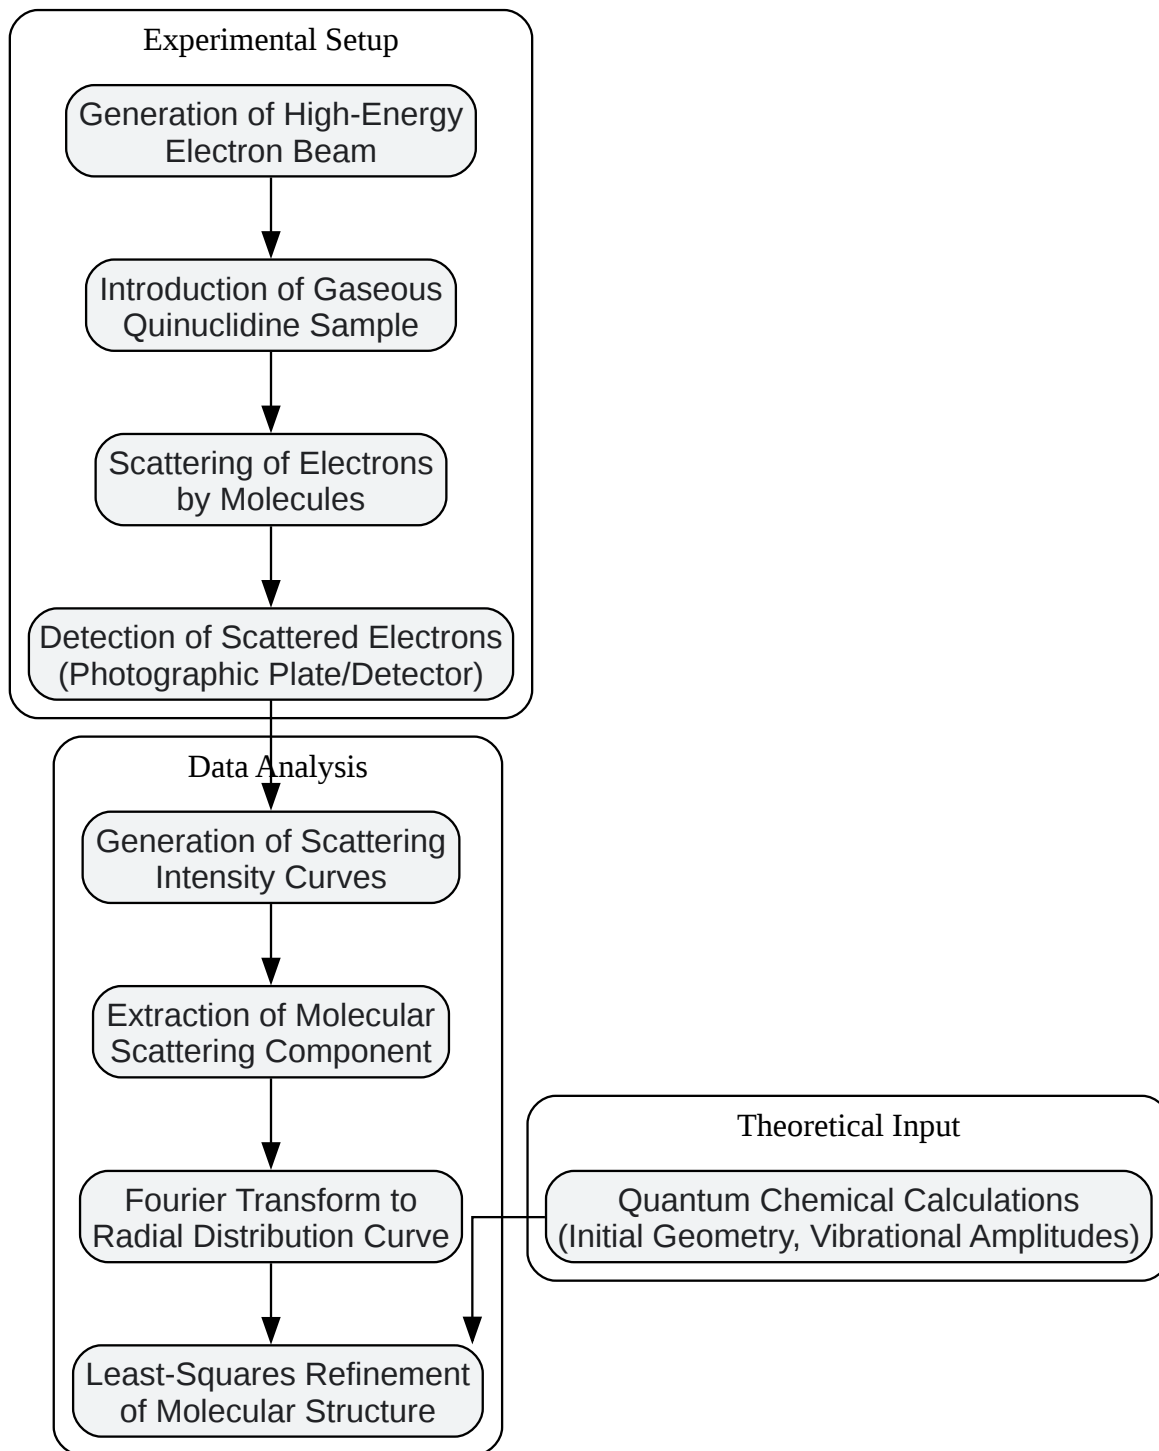 Experimental Setup
Generation of High-Energy
Electron Beam
Introduction of Gaseous
Quinuclidine Sample
Scattering of Electrons
by Molecules
Detection of Scattered Electrons
(Photographic Plate/Detector)
Data Analysis
Generation of Scattering
Intensity Curves
Extraction of Molecular
Scattering Component
Fourier Transform to
Radial Distribution Curve
Theoretical Input
Quantum Chemical Calculations
(Initial Geometry, Vibrational Amplitudes)
Least-Squares Refinement
of Molecular Structure